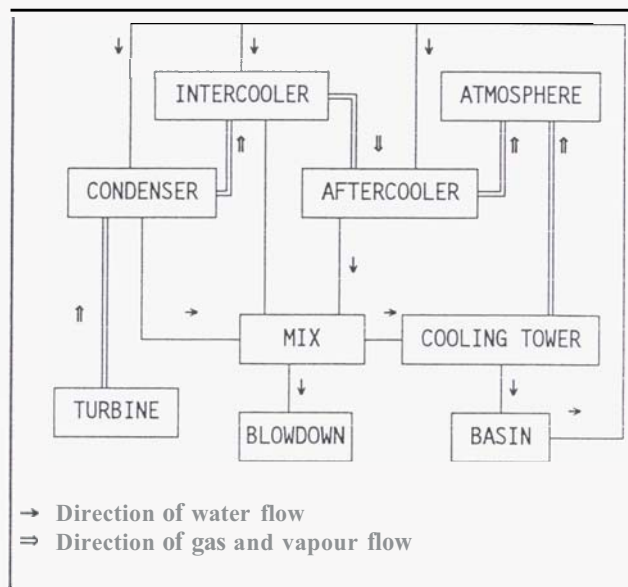 INTERCOOLER
ATMOSPHERE
CONDENSER
AFTERCOOLER
MIX
COOLING TOWER
TURBINE
BLOWDOWN
BASIN
→ Direction of water flow
⇒ Direction of gas and vapour flow